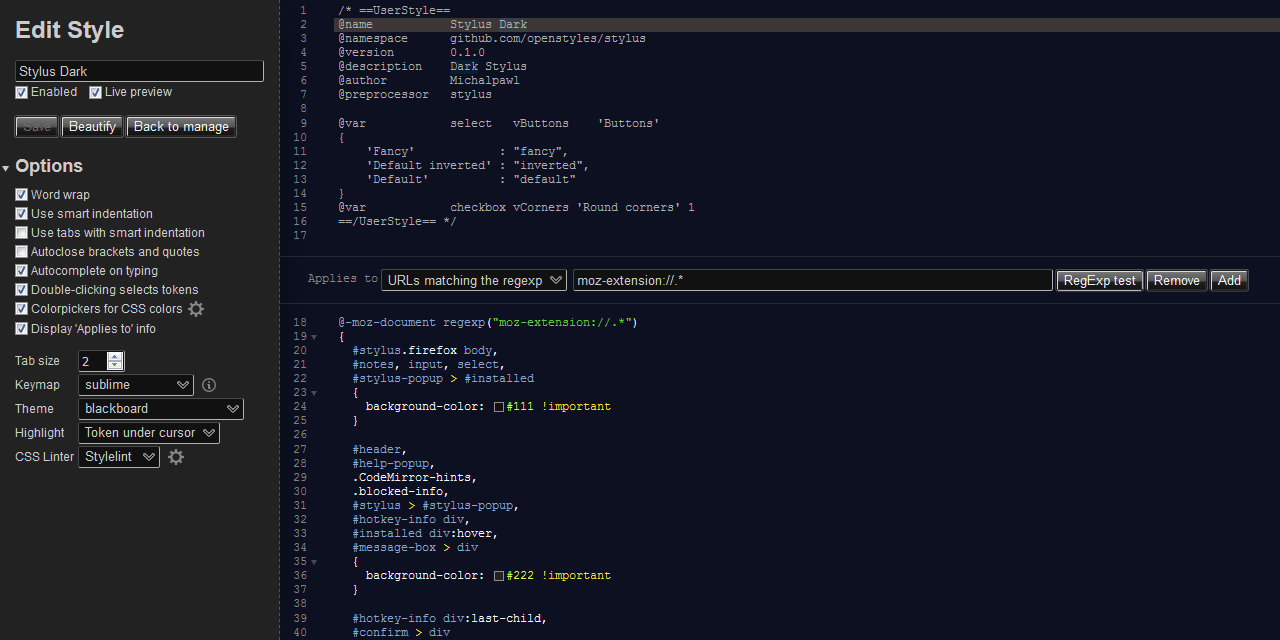 Edit Style
Stylus Dark
Enabled Live preview
Save Beautify Back to manage
Options
Word wrap
Use smart indentation
Use tabs with smart indentation
Autoclose brackets and quotes
Autocomplete on typing
Double-clicking selects tokens
Colorpickers for CSS colors
Display 'Applies to' info
Tab size 2
Keymap sublime
Theme blackboard
Highlight Token under cursor
CSS Linter Stylelint
1 /* ==UserStyle==
2 @name Stylus Dark
3 @namespace github.com/openstyles/stylus
4 @version 0.1.0
5 @description Dark Stylus
6 @author Michalpawl
7 @preprocessor stylus
8
9 @var select vButtons 'Buttons'
10 {
11 'Fancy' : "fancy",
12 'Default inverted' : "inverted",
13 'Default' : "default"
14 }
15 @var checkbox vCorners 'Round corners' 1
16 ==/UserStyle== */
17
Applies to URLs matching the regexp moz-extension://.* RegExp test Remove Add
18 @-moz-document regexp("moz-extension://.*")
19 {
20 #stylus.firefox body,
21 #notes, input, select,
22 #stylus-popup > #installed
23 {
24 background-color: #111 !important
25 }
26
27 #header,
28 #help-popup,
29 .CodeMirror-hints,
30 .blocked-info,
31 #stylus > #stylus-popup,
32 #hotkey-info div,
33 #installed div:hover,
34 #message-box > div
35 {
36 background-color: #222 !important
37 }
38
39 #hotkey-info div:last-child,
40 #confirm > div